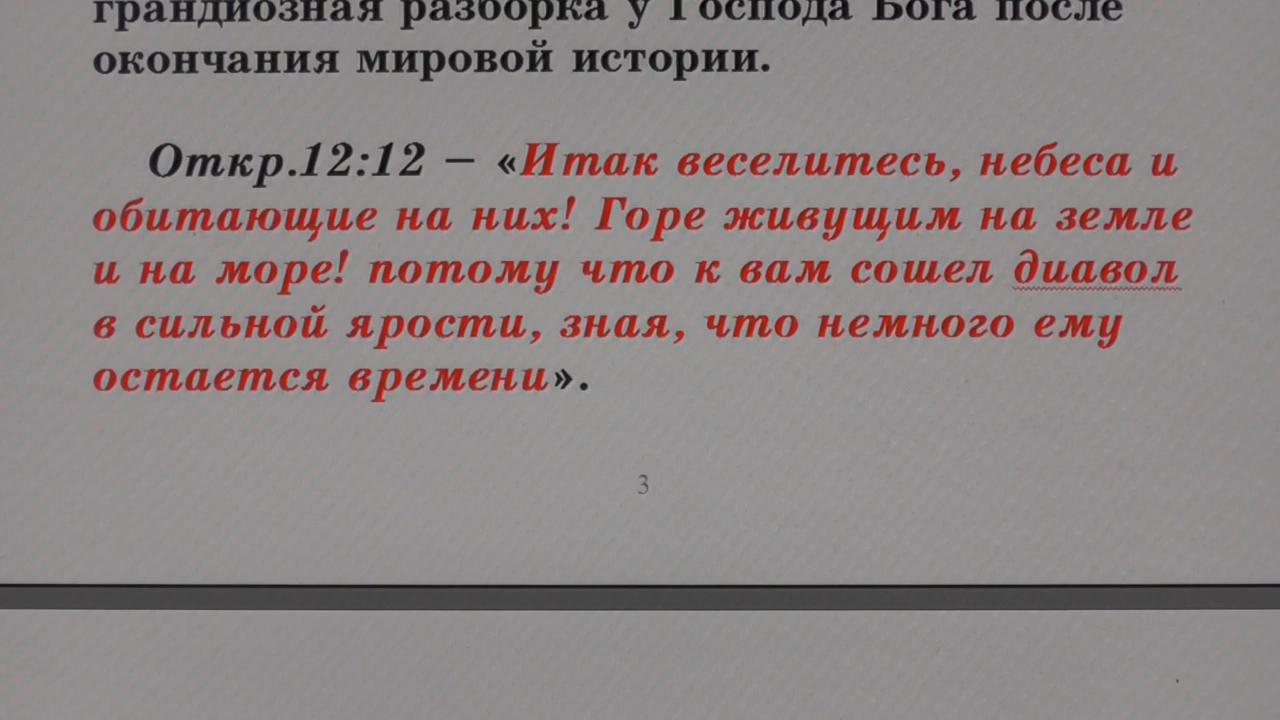 грандиозная разборка у Господа Бога после
окончания мировой истории.
Откр.12:12 – «Итак веселитесь, небеса и
обитающие на них! Горе живущим на земле
и на море! потому что к вам сошел диавол
в сильной ярости, зная, что немного ему
остается времени».
3